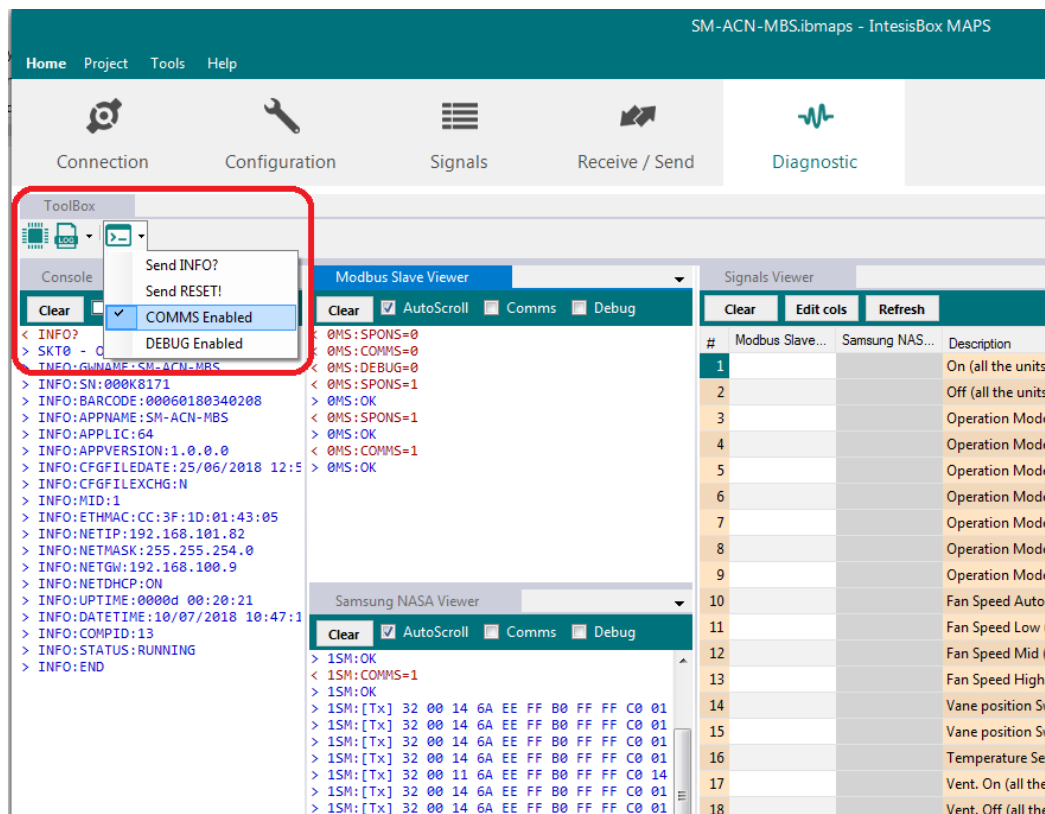 SM-ACN-MBS.ibmaps - IntesisBox MAPS
Home Project Tools Help
Connection Configuration Signals Receive / Send Diagnostic
ToolBox
LOG
Send INFO?
Send RESET!
COMMS Enabled
DEBUG Enabled
Console
Clear
< INFO?
> SKT0 - O
> INFO:GWNAME:SM-ACN-MBS
> INFO:SN:000K8171
> INFO:BARCODE:00060180340208
> INFO:APPNAME:SM-ACN-MBS
> INFO:APPLIC:64
> INFO:APPVERSION:1.0.0.0
> INFO:CFGFILEDATE:25/06/2018 12:5
> INFO:CFGFILEXCHG:N
> INFO:MID:1
> INFO:ETHMAC:CC:3F:1D:01:43:05
> INFO:NETIP:192.168.101.82
> INFO:NETMASK:255.255.254.0
> INFO:NETGW:192.168.100.9
> INFO:NETDHCP:ON
> INFO:UPTIME:0000d 00:20:21
> INFO:DATETIME:10/07/2018 10:47:1
> INFO:COMPID:13
> INFO:STATUS:RUNNING
> INFO:END
Modbus Slave Viewer
Clear AutoScroll Comms Debug
< 0MS:SPONS=0
< 0MS:COMMS=0
< 0MS:DEBUG=0
< 0MS:SPONS=1
> 0MS:OK
< 0MS:SPONS=1
> 0MS:OK
< 0MS:COMMS=1
> 0MS:OK
Samsung NASA Viewer
Clear AutoScroll Comms Debug
> 1SM:OK
< 1SM:COMMS=1
> 1SM:OK
> 1SM:[Tx] 32 00 14 6A EE FF B0 FF FF C0 01
> 1SM:[Tx] 32 00 14 6A EE FF B0 FF FF C0 01
> 1SM:[Tx] 32 00 14 6A EE FF B0 FF FF C0 01
> 1SM:[Tx] 32 00 14 6A EE FF B0 FF FF C0 01
> 1SM:[Tx] 32 00 11 6A EE FF B0 FF FF C0 14
> 1SM:[Tx] 32 00 14 6A EE FF B0 FF FF C0 01
> 1SM:[Tx] 32 00 14 6A EE FF B0 FF FF C0 01
Signals Viewer
Clear Edit cols Refresh
# Modbus Slave... Samsung NAS... Description
1 On (all the units
2 Off (all the units
3 Operation Mode
4 Operation Mode
5 Operation Mode
6 Operation Mode
7 Operation Mode
8 Operation Mode
9 Operation Mode
10 Fan Speed Auto
11 Fan Speed Low
12 Fan Speed Mid (
13 Fan Speed High
14 Vane position Sw
15 Vane position Sw
16 Temperature Se
17 Vent. On (all the
18 Vent. Off (all the